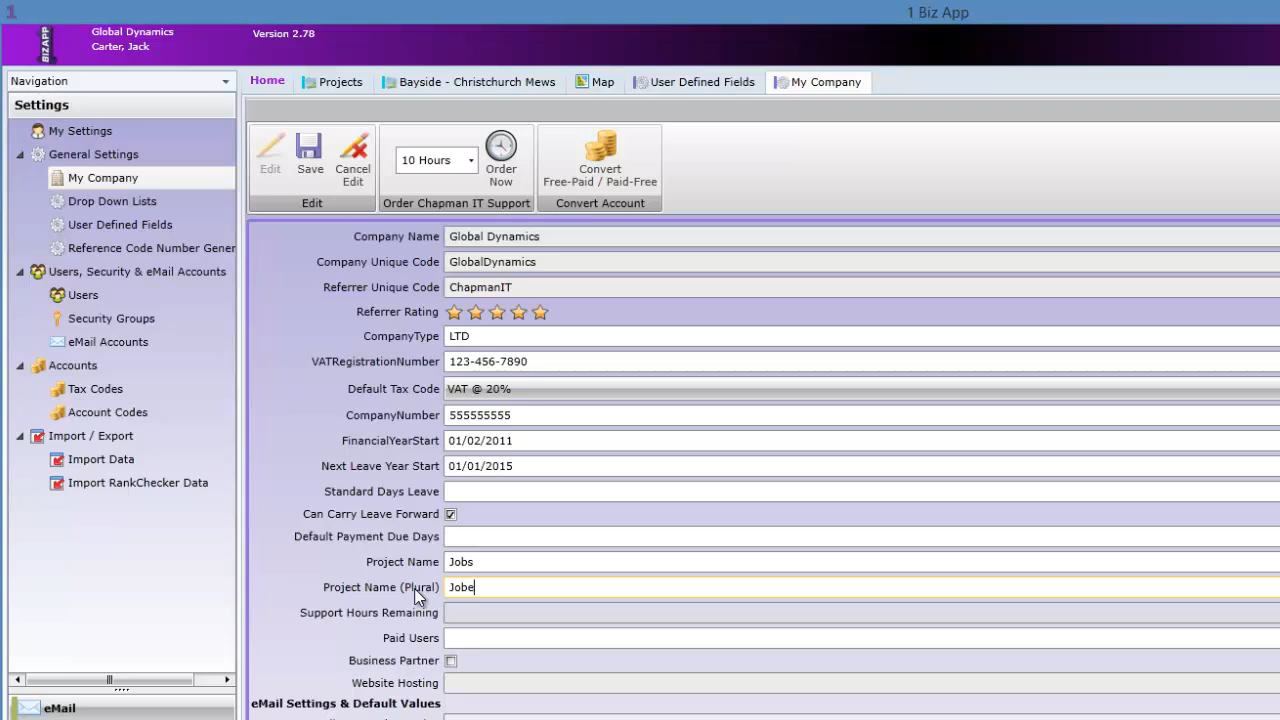 1
1 Biz App
BIZAPP
Global Dynamics
Carter, Jack
Version 2.78
Navigation
Home
Projects
Bayside - Christchurch Mews
Map
User Defined Fields
My Company
Settings
My Settings
General Settings
My Company
Drop Down Lists
User Defined Fields
Reference Code Number Gener
Users, Security & eMail Accounts
Users
Security Groups
eMail Accounts
Accounts
Tax Codes
Account Codes
Import / Export
Import Data
Import RankChecker Data
eMail
Edit
Save
Cancel Edit
Edit
10 Hours
Order Now
Order Chapman IT Support
Convert Free-Paid / Paid-Free
Convert Account
Company Name Global Dynamics
Company Unique Code GlobalDynamics
Referrer Unique Code ChapmanIT
Referrer Rating
CompanyType LTD
VATRegistrationNumber 123-456-7890
Default Tax Code VAT @ 20%
CompanyNumber 555555555
FinancialYearStart 01/02/2011
Next Leave Year Start 01/01/2015
Standard Days Leave
Can Carry Leave Forward
Default Payment Due Days
Project Name Jobs
Project Name (Plural) Jobe
Support Hours Remaining
Paid Users
Business Partner
Website Hosting
eMail Settings & Default Values